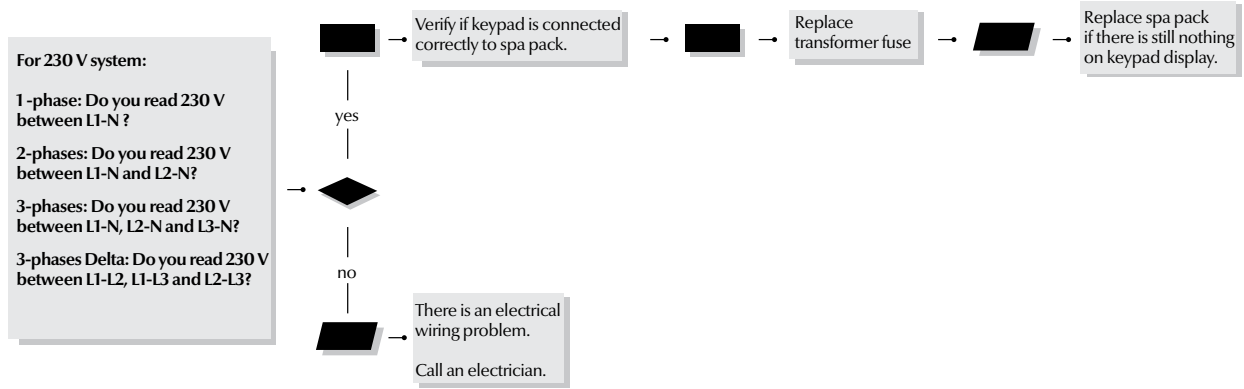 For 230 V system:
1-phase: Do you read 230 V
between L1-N ?
2-phases: Do you read 230 V
between L1-N and L2-N?
3-phases: Do you read 230 V
between L1-N, L2-N and L3-N?
3-phases Delta: Do you read 230 V
between L1-L2, L1-L3 and L2-L3?
yes
Verify if keypad is connected
correctly to spa pack.
Replace
transformer fuse
Replace spa pack
if there is still nothing
on keypad display.
no
There is an electrical
wiring problem.
Call an electrician.